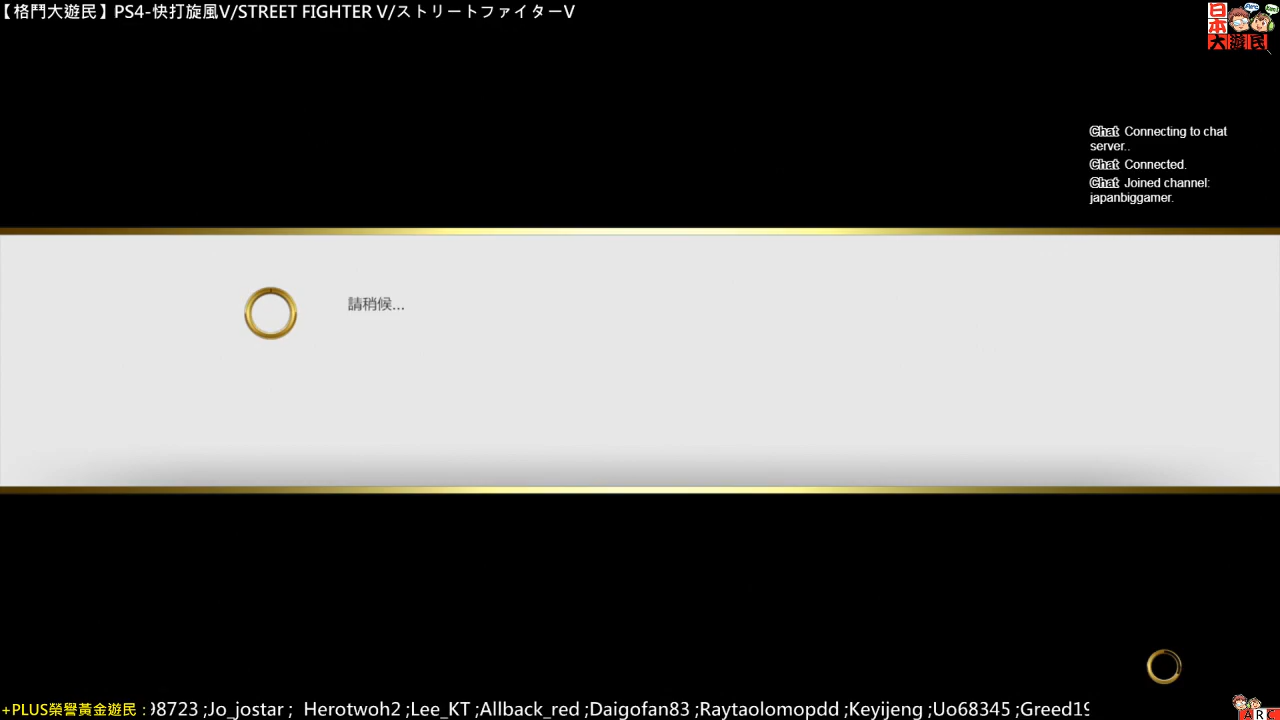 【格鬥大遊民】PS4-快打旋風V/STREET FIGHTER V/ストリートファイターV
日本
大遊民
Chat Connecting to chat
server..
Chat Connected.
Chat Joined channel:
japanbiggamer.
請稍候...
+PLUS榮譽黃金遊民 : 98723 ;Jo_jostar ; Herotwoh2 ;Lee_KT ;Allback_red ;Daigofan83 ;Raytaolomopdd ;Keyijeng ;Uo68345 ;Greed19
ARC